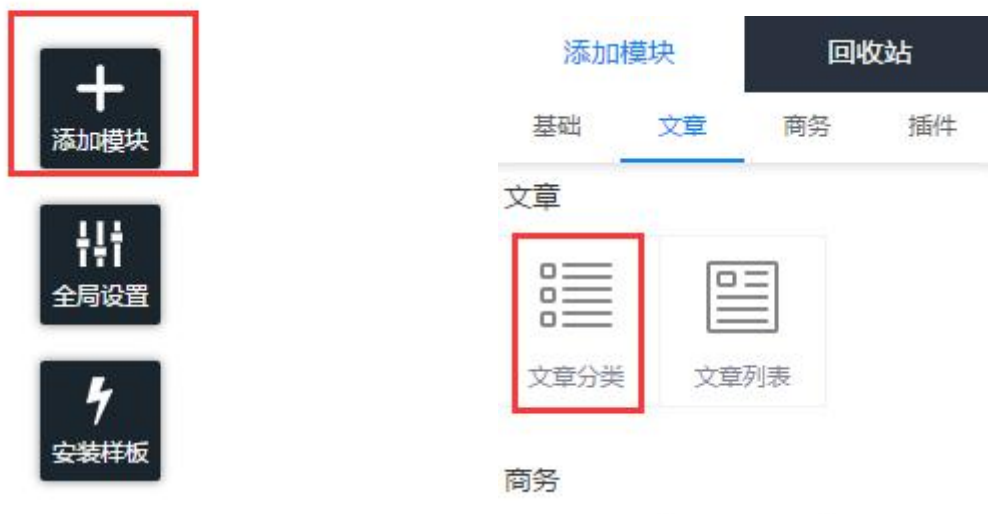 添加模块
全局设置
安装样板
添加模块 回收站
基础 文章 商务 插件
文章
文章分类 文章列表
商务